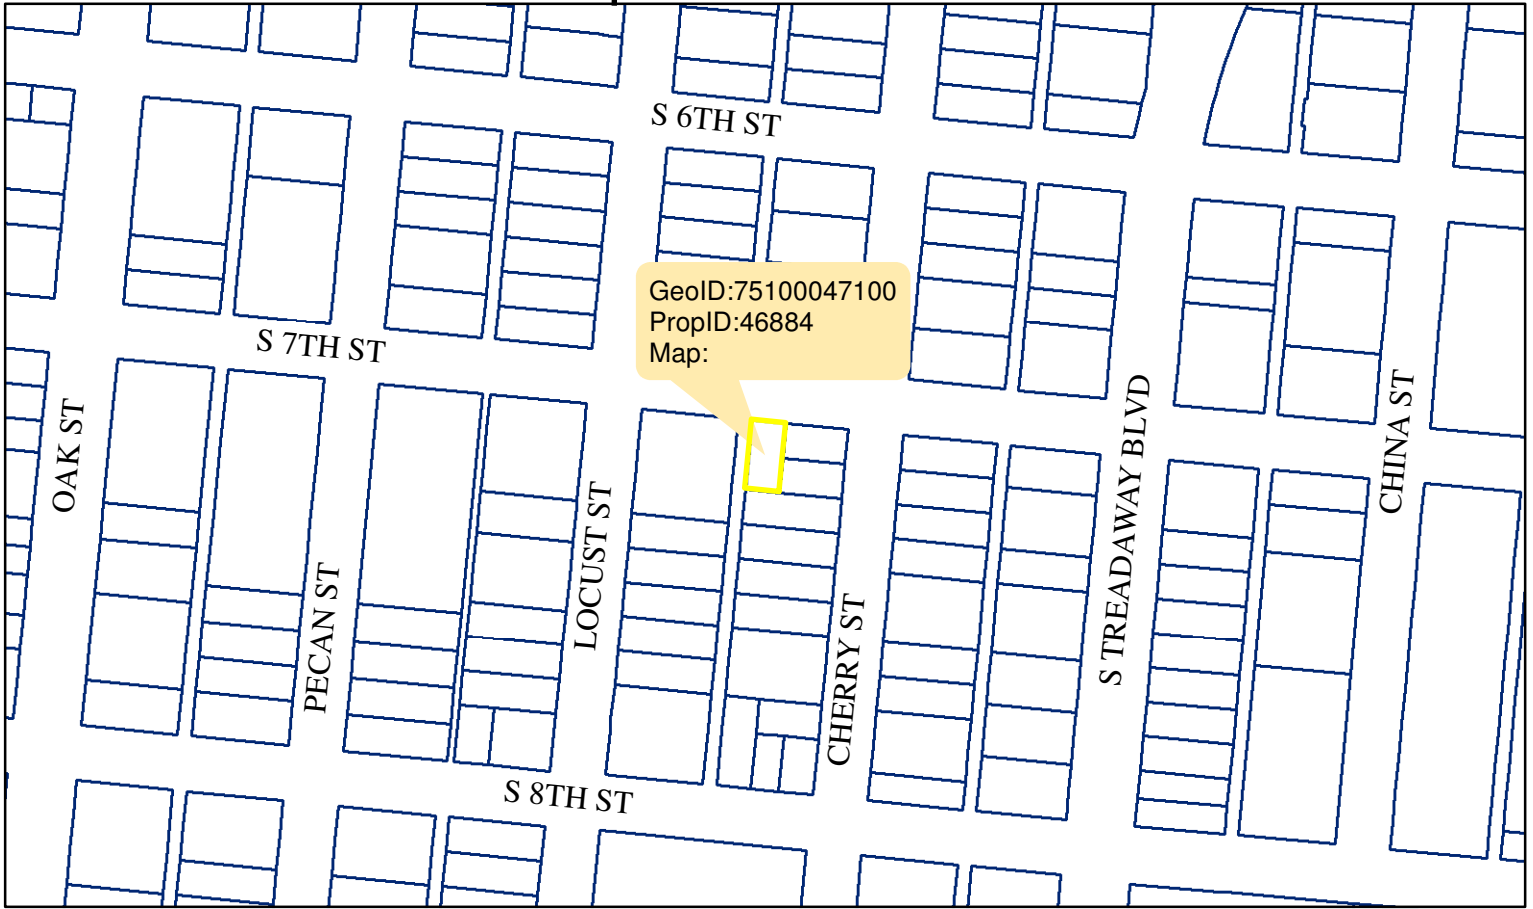 S 6TH ST
GeoID:75100047100
PropID:46884
Map:
S 7TH ST
OAK ST
PECAN ST
LOCUST ST
CHERRY ST
S TREADAWAY BLVD
CHINA ST
S 8TH ST